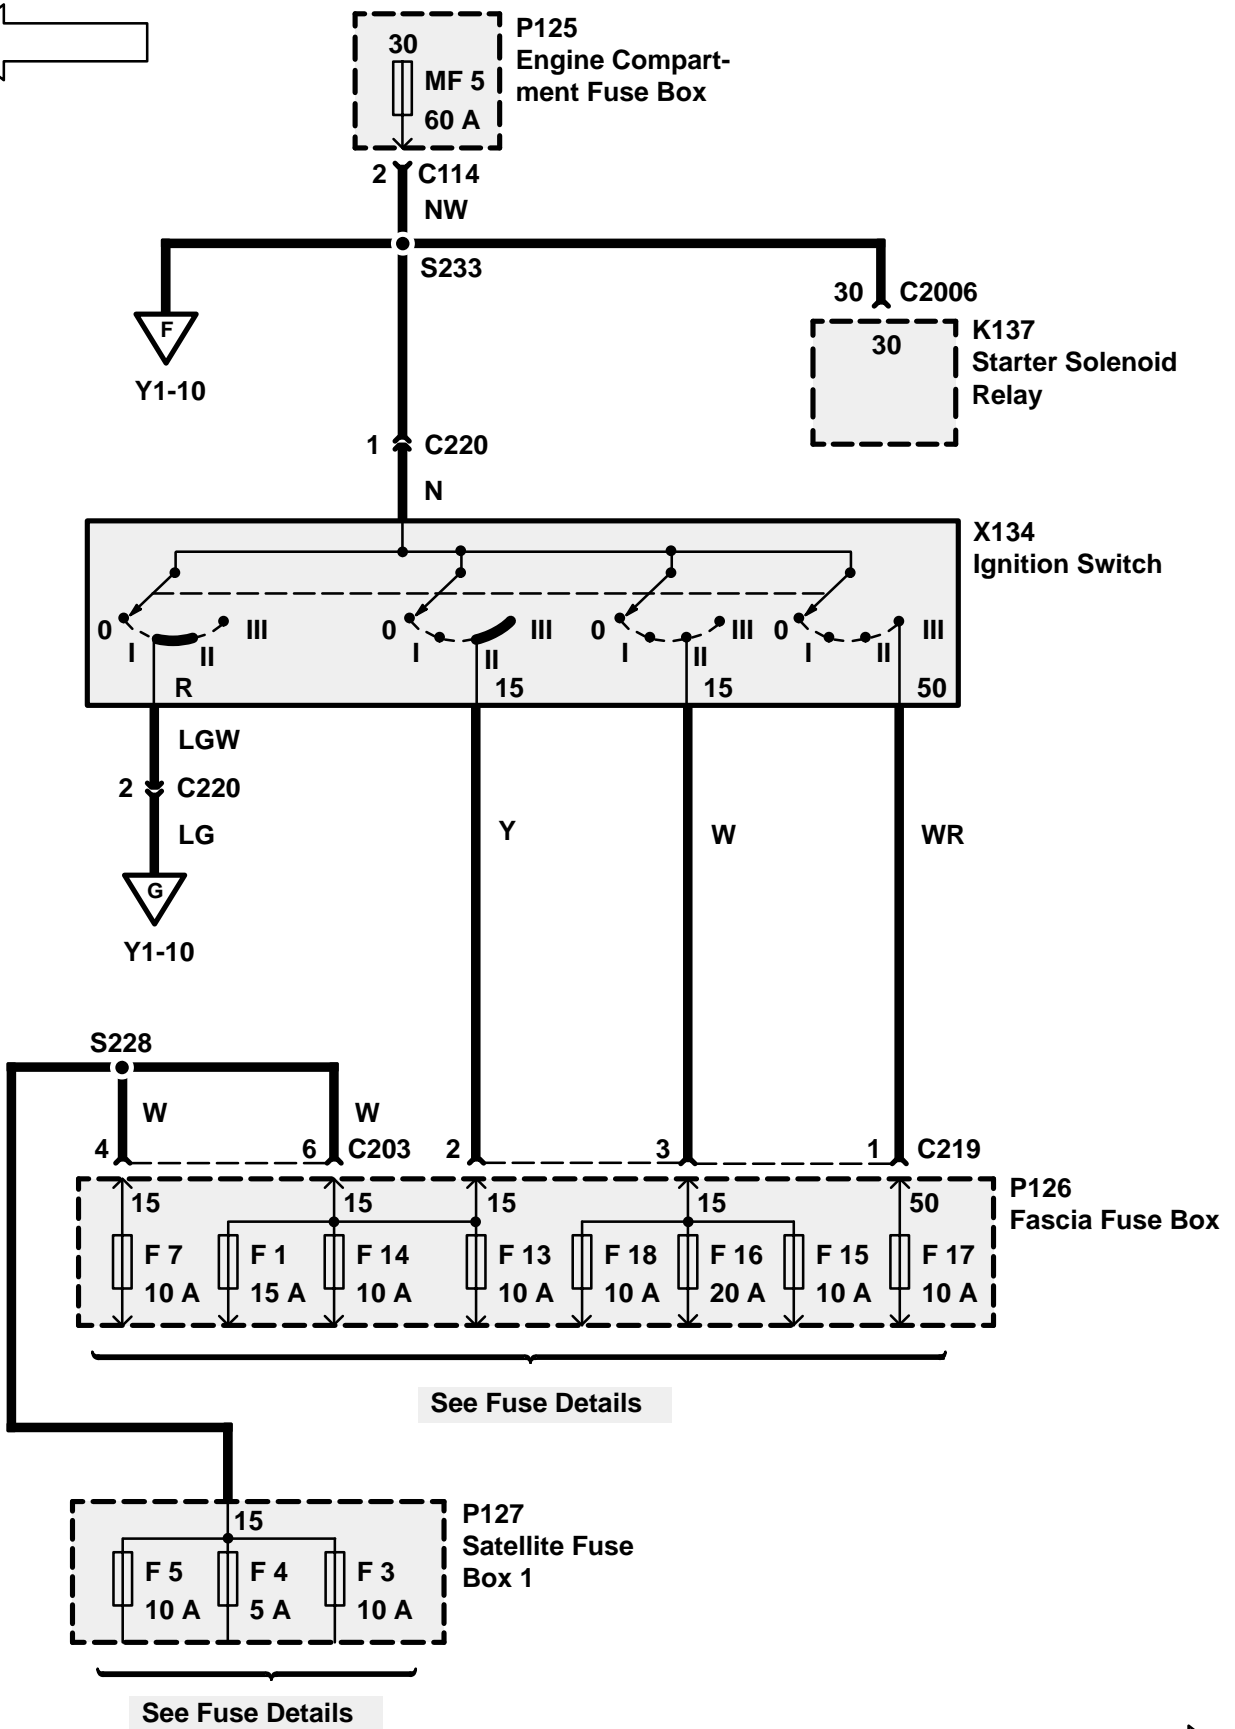 P125
30
Engine Compart-
MF 5
ment Fuse Box
60 A
2 C114
NW
S233
30 C2006
F
K137
30
Starter Solenoid
Y1-10
Relay
1 C220
N
X134
Ignition Switch
0 III 0 III 0 III 0 III
I II I II I II I II
R 15 15 50
LGW
2 C220
Y W WR
LG
G
Y1-10
S228
W W
4 6 C203 2 3 1 C219
P126
15 15 15 15 50
Fascia Fuse Box
F 7 F 1 F 14 F 13 F 18 F 16 F 15 F 17
10 A 15 A 10 A 10 A 10 A 20 A 10 A 10 A
See Fuse Details
P127
15
Satellite Fuse
F 5 F 4 F 3
Box 1
10 A 5 A 10 A
See Fuse Details